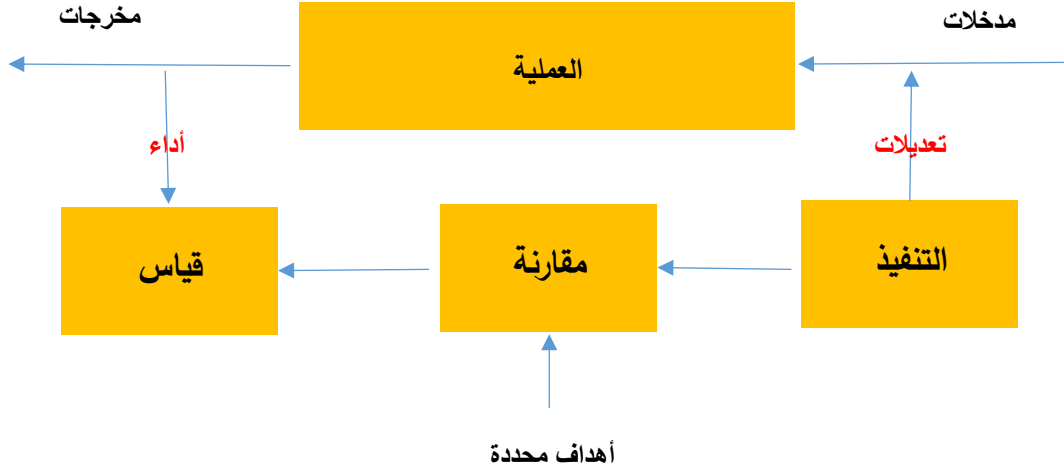 مدخلات
العملية
مخرجات
تعديلات
أداء
التنفيذ
مقارنة
قياس
أهداف محددة